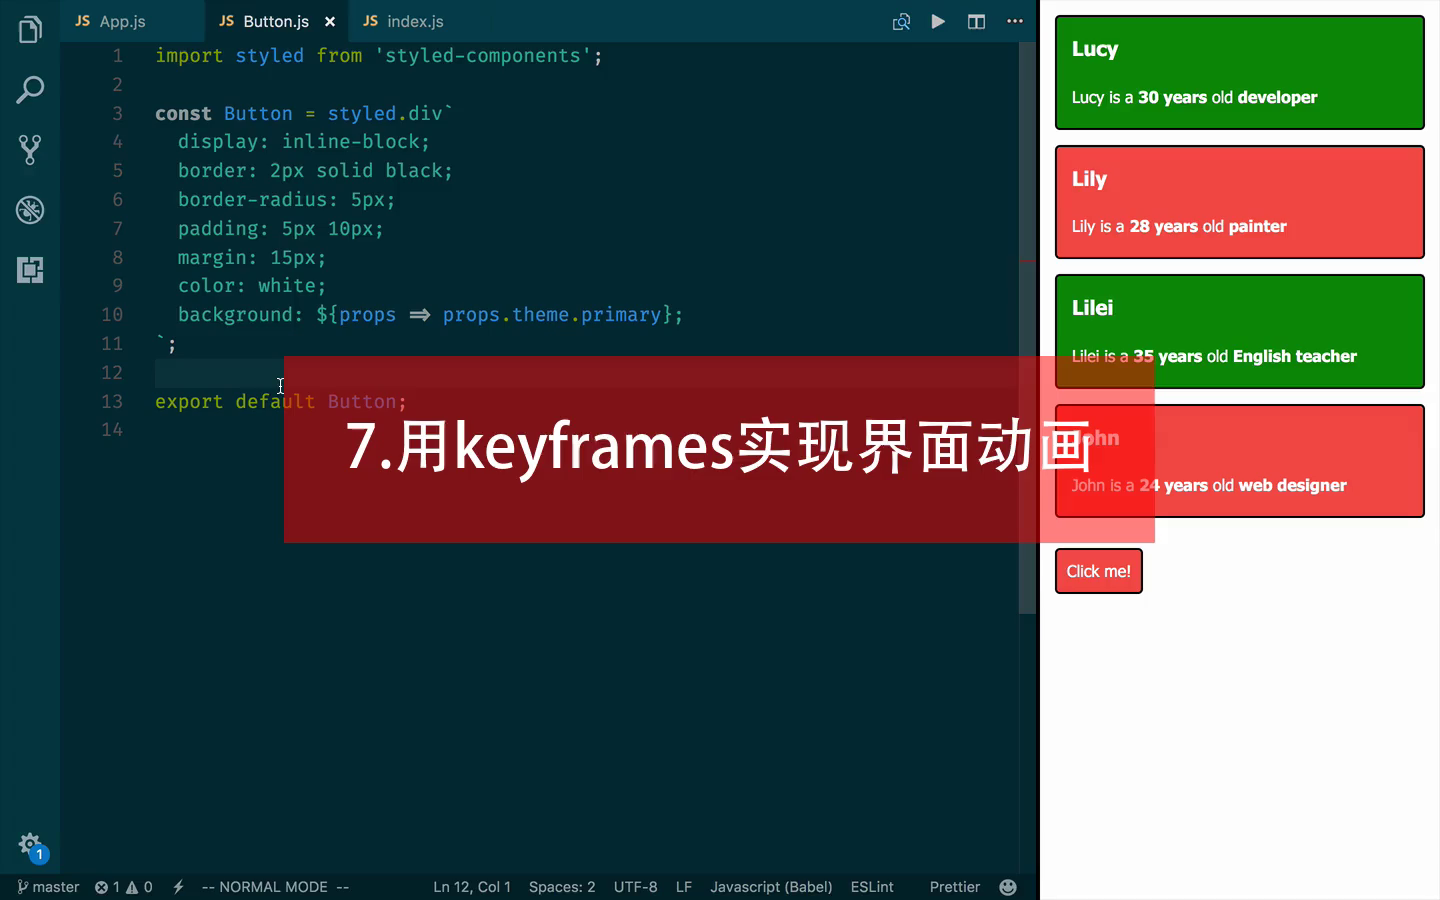 JS App.js
JS Button.js ×
JS index.js
1 import styled from 'styled-components';
2
3 const Button = styled.div`
4 display: inline-block;
5 border: 2px solid black;
6 border-radius: 5px;
7 padding: 5px 10px;
8 margin: 15px;
9 color: white;
10 background: ${props => props.theme.primary};
11 `;
12
13 export default Button;
14
7.用keyframes实现界面动画
Lucy
Lucy is a 30 years old developer
Lily
Lily is a 28 years old painter
Lilei
Lilei is a 35 years old English teacher
John
John is a 24 years old web designer
Click me!
1
master 1 0 -- NORMAL MODE -- Ln 12, Col 1 Spaces: 2 UTF-8 LF Javascript (Babel) ESLint Prettier